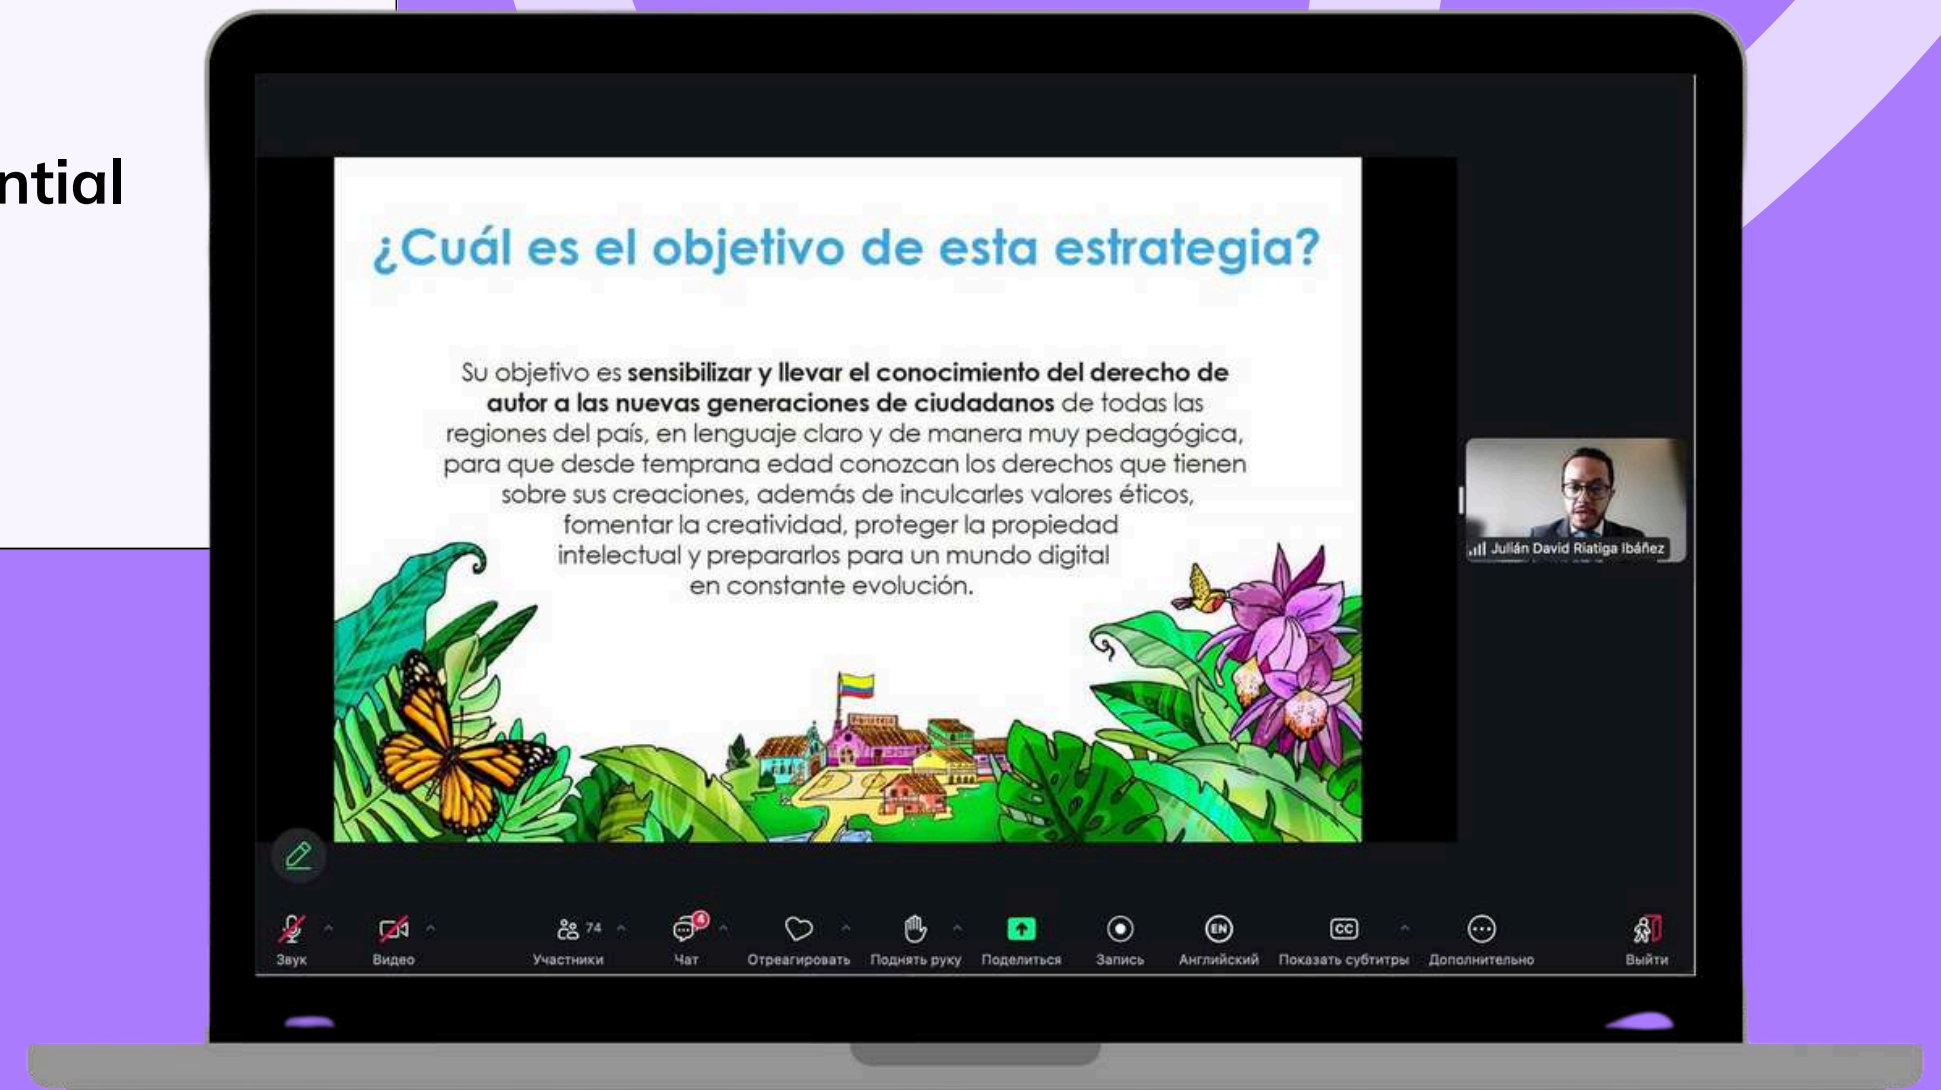 ntial
¿Cuál es el objetivo de esta estrategia?
Su objetivo es sensibilizar y llevar el conocimiento del derecho de
autor a las nuevas generaciones de ciudadanos de todas las
regiones del país, en lenguaje claro y de manera muy pedagógica,
para que desde temprana edad conozcan los derechos que tienen
sobre sus creaciones, además de inculcarles valores éticos,
fomentar la creatividad, proteger la propiedad
intelectual y prepararlos para un mundo digital
en constante evolución.
Julián David Riatiga Ibáñez
74
4
EN
CC
Звук
Видео
Участники
Чат
Отреагировать
Поднять руку
Поделиться
Запись
Английский
Показать субтитры
Дополнительно
Выйти